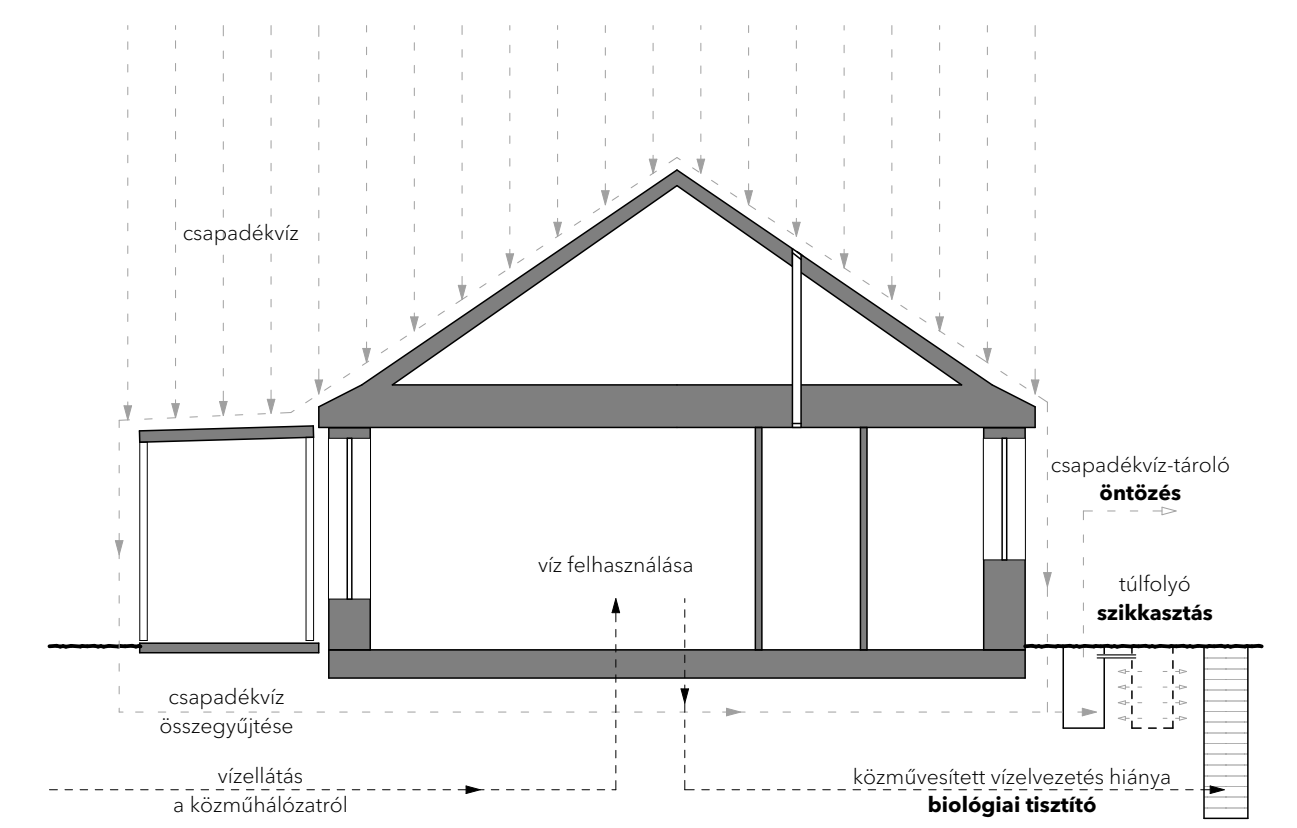 csapadékvíz
csapadékvíz-tároló
öntözés
víz felhasználása
túlfolyó
szikkasztás
csapadékvíz
összegyűjtése
vízellátás
a közműhálózatról
közművesített vízelvezetés hiánya
biológiai tisztító